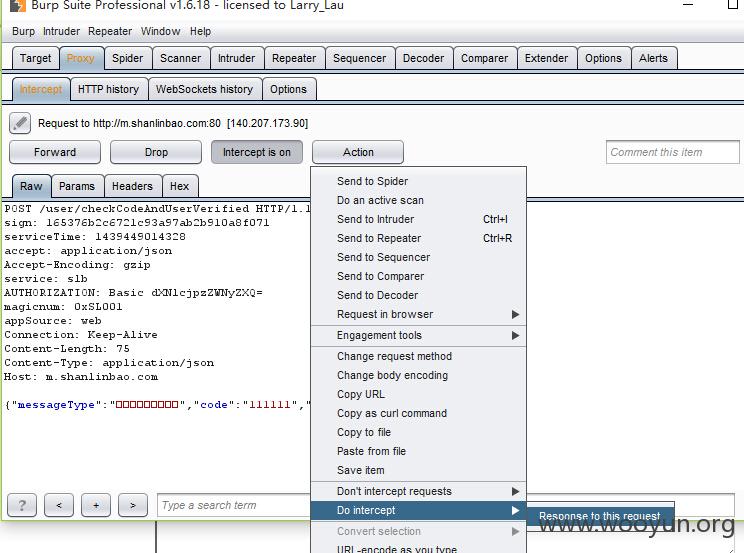 Burp Suite Professional v1.6.18 - licensed to Larry_Lau
Burp Intruder Repeater Window Help
Target Proxy Spider Scanner Intruder Repeater Sequencer Decoder Comparer Extender Options Alerts
Intercept HTTP history WebSockets history Options
Request to http://m.shanlinbao.com:80 [140.207.173.90]
Forward Drop Intercept is on Action Comment this item
Raw Params Headers Hex
POST /user/checkCodeAndUserVerified HTTP/1.1
sign: 165376b2c6721c93a97ab2b910a8f071
serviceTime: 1439449014328
accept: application/json
Accept-Encoding: gzip
service: slb
AUTHORIZATION: Basic dXNlcjpzZWNyZXQ=
magicnum: 0xSL001
appSource: web
Connection: Keep-Alive
Content-Length: 75
Content-Type: application/json
Host: m.shanlinbao.com
{"messageType":"□□□□□□□□□","code":"111111","
Send to Spider
Do an active scan
Send to Intruder Ctrl+I
Send to Repeater Ctrl+R
Send to Sequencer
Send to Comparer
Send to Decoder
Request in browser
Engagement tools
Change request method
Change body encoding
Copy URL
Copy as curl command
Copy to file
Paste from file
Save item
Don't intercept requests
Do intercept
Response to this request
Convert selection
URL-encode as you type
? < + > Type a search term
www.wooyun.org